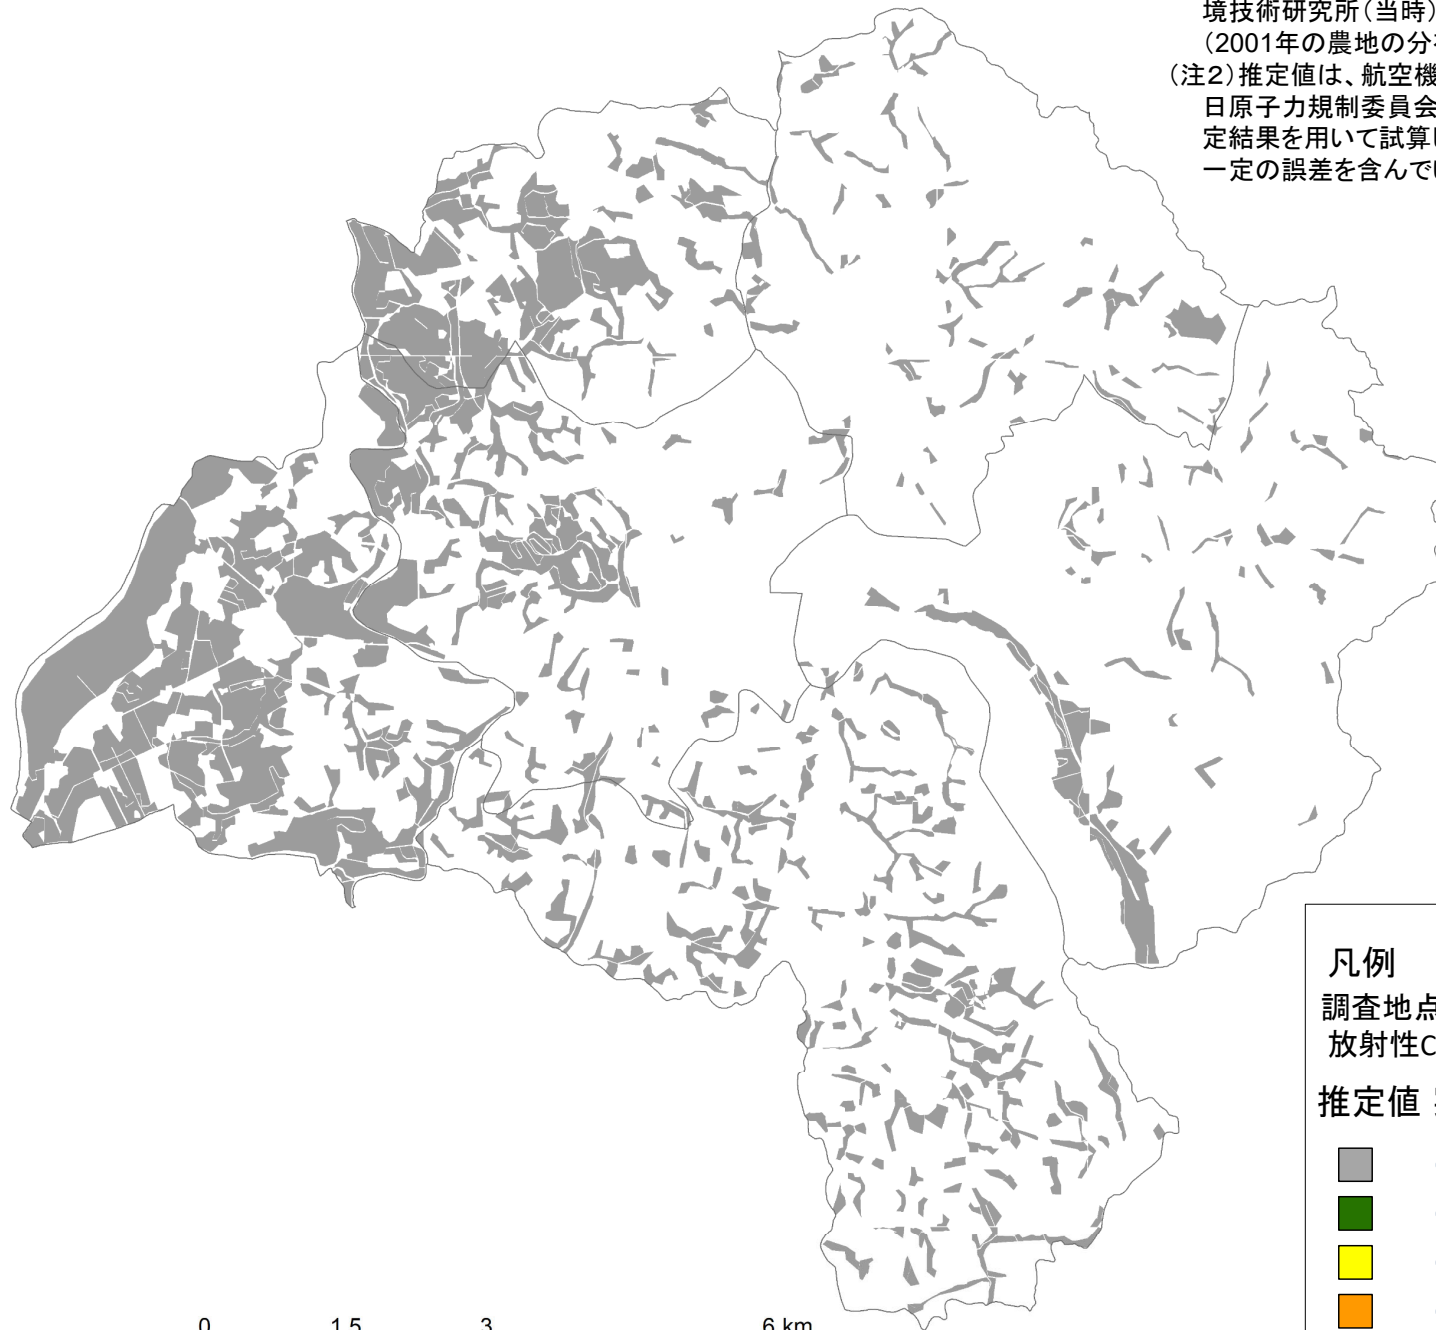 境技術研究所（当時）
（2001年の農地の分
（注２）推定値は、航空機
日原子力規制委員会
定結果を用いて試算
一定の誤差を含んで
凡例
調査地点
放射性C
推定値
0 1.5 3 6 km